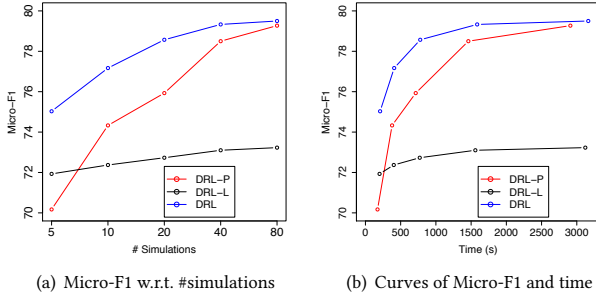 80
78
76
74
72
70
Micro−F1
5
10
20
40
80
# Simulations
DRL−P
DRL−L
DRL
(a) Micro-F1 w.r.t. #simulations
80
78
76
74
72
70
Micro−F1
0
500
1000
1500
2000
2500
3000
Time (s)
DRL−P
DRL−L
DRL
(b) Curves of Micro-F1 and time